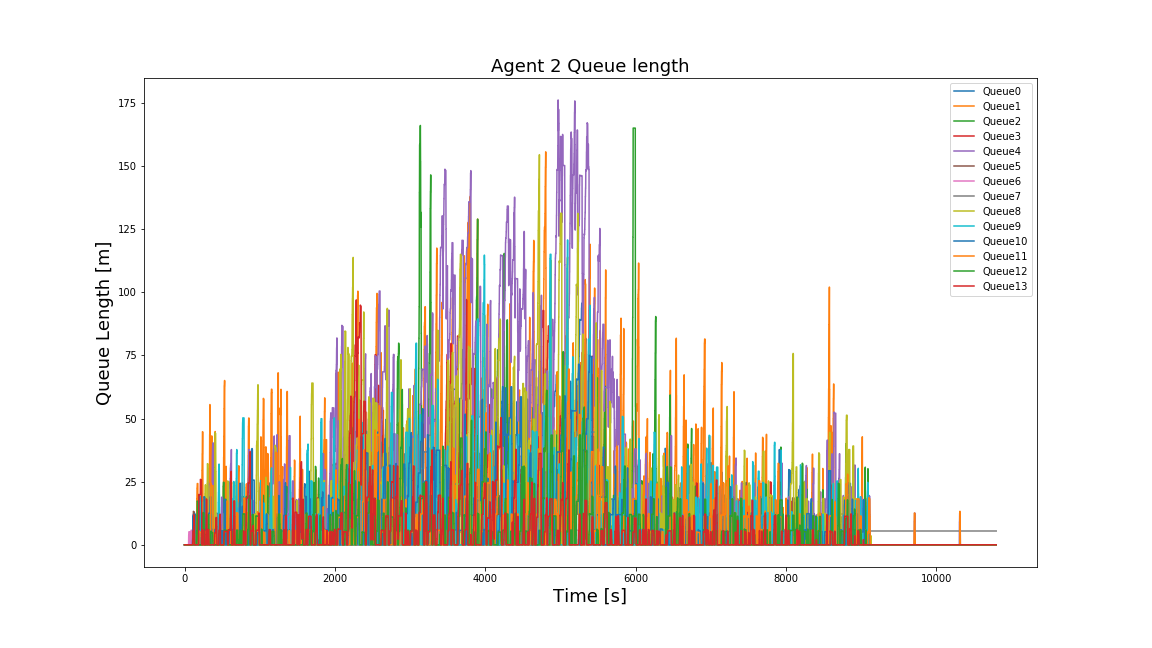 Agent 2 Queue length
Queue Length [m]
175
150
125
100
75
50
25
0
0
2000
4000
6000
8000
10000
Time [s]
Queue0
Queue1
Queue2
Queue3
Queue4
Queue5
Queue6
Queue7
Queue8
Queue9
Queue10
Queue11
Queue12
Queue13